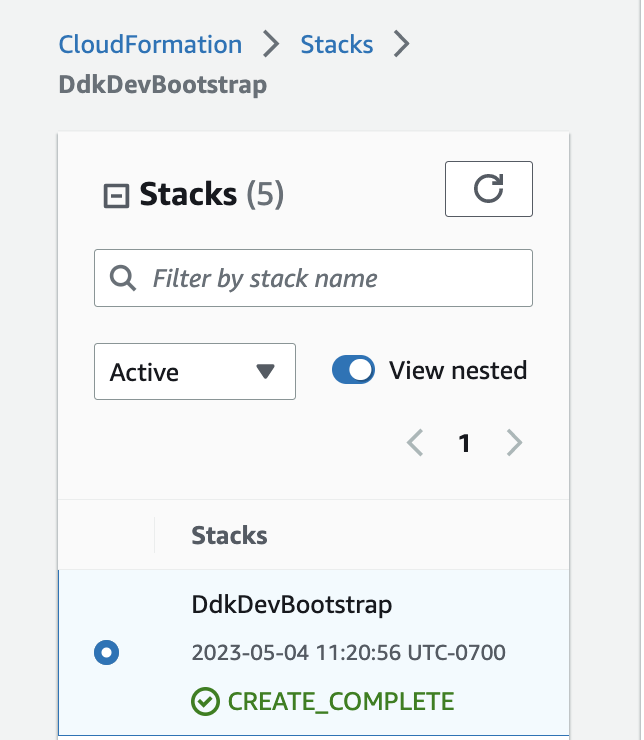 CloudFormation > Stacks >
DdkDevBootstrap
Stacks (5)
Filter by stack name
Active
View nested
1
Stacks
DdkDevBootstrap
2023-05-04 11:20:56 UTC-0700
CREATE_COMPLETE